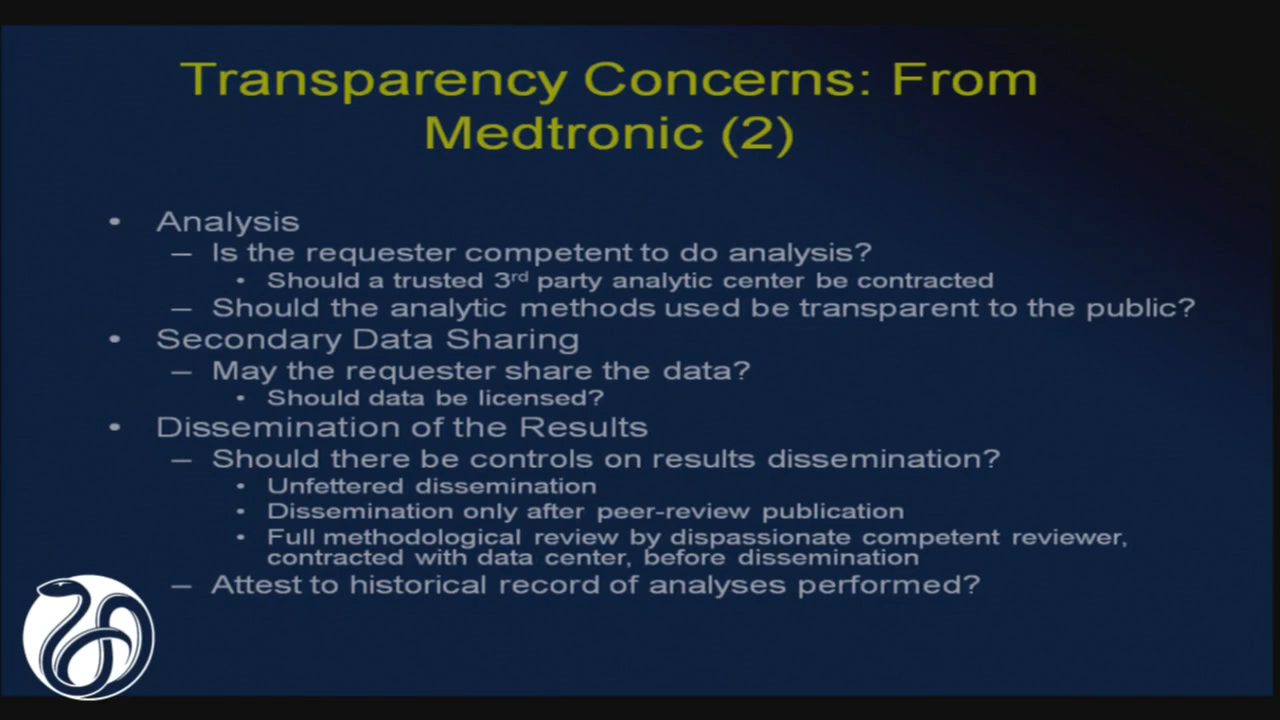 Transparency Concerns: From
Medtronic (2)
• Analysis
– Is the requester competent to do analysis?
• Should a trusted 3rd party analytic center be contracted
– Should the analytic methods used be transparent to the public?
• Secondary Data Sharing
– May the requester share the data?
• Should data be licensed?
• Dissemination of the Results
– Should there be controls on results dissemination?
• Unfettered dissemination
• Dissemination only after peer-review publication
• Full methodological review by dispassionate competent reviewer,
contracted with data center, before dissemination
– Attest to historical record of analyses performed?